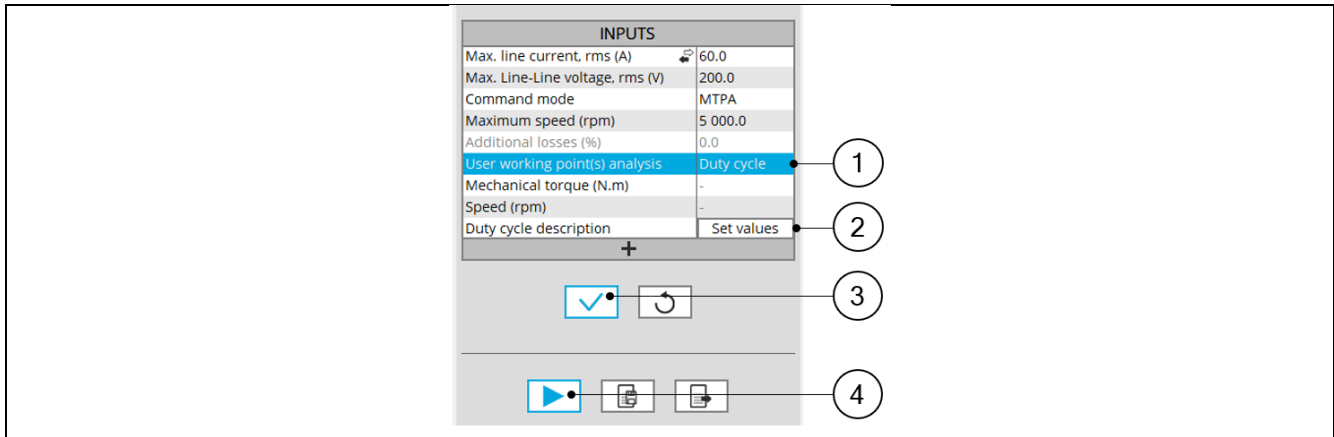 INPUTS
Max. line current, rms (A) 60.0
Max. Line-Line voltage, rms (V) 200.0
Command mode MTPA
Maximum speed (rpm) 5 000.0
Additional losses (%) 0.0
User working point(s) analysis Duty cycle 1
Mechanical torque (N.m) -
Speed (rpm) -
Duty cycle description Set values 2
+
3
4